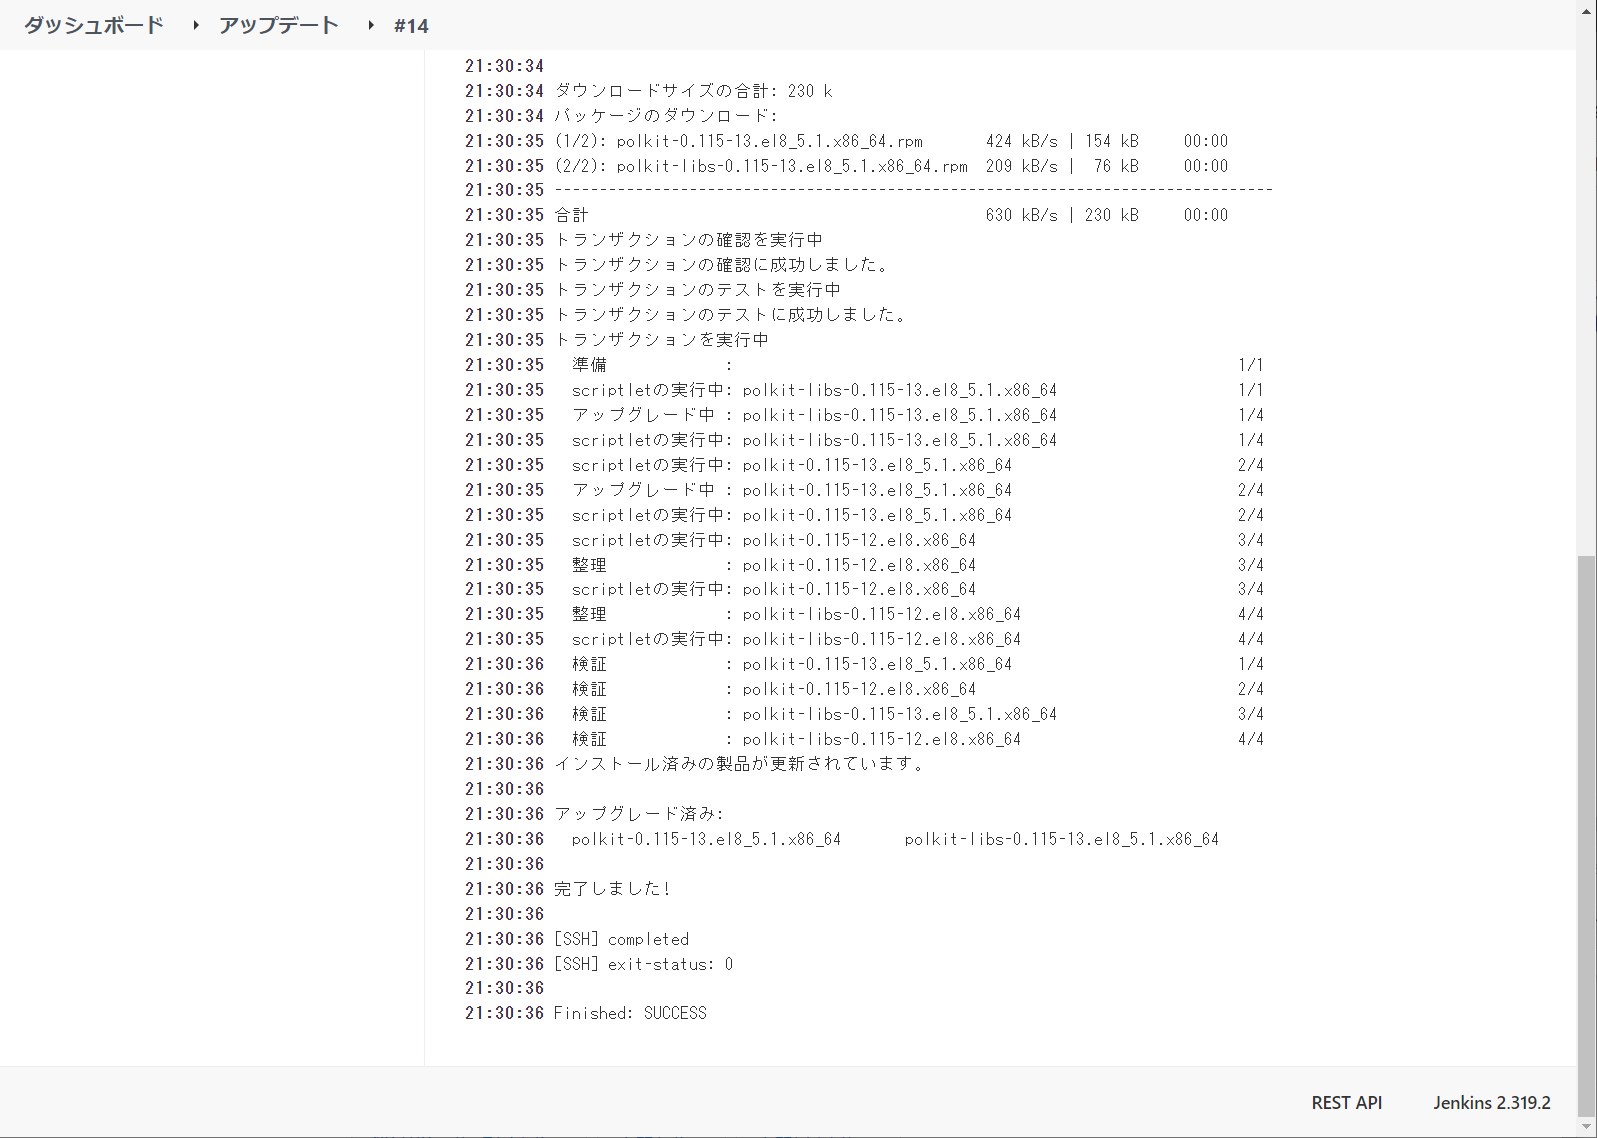 ダッシュボード ▸ アップデート ▸ #14
21:30:34
21:30:34 ダウンロードサイズの合計: 230 k
21:30:34 パッケージのダウンロード:
21:30:35 (1/2): polkit-0.115-13.el8_5.1.x86_64.rpm 424 kB/s | 154 kB 00:00
21:30:35 (2/2): polkit-libs-0.115-13.el8_5.1.x86_64.rpm 209 kB/s | 76 kB 00:00
21:30:35 --------------------------------------------------------------------------------
21:30:35 合計 630 kB/s | 230 kB 00:00
21:30:35 トランザクションの確認を実行中
21:30:35 トランザクションの確認に成功しました。
21:30:35 トランザクションのテストを実行中
21:30:35 トランザクションのテストに成功しました。
21:30:35 トランザクションを実行中
21:30:35 準備 : 1/1
21:30:35 scriptletの実行中: polkit-libs-0.115-13.el8_5.1.x86_64 1/1
21:30:35 アップグレード中 : polkit-libs-0.115-13.el8_5.1.x86_64 1/4
21:30:35 scriptletの実行中: polkit-libs-0.115-13.el8_5.1.x86_64 1/4
21:30:35 scriptletの実行中: polkit-0.115-13.el8_5.1.x86_64 2/4
21:30:35 アップグレード中 : polkit-0.115-13.el8_5.1.x86_64 2/4
21:30:35 scriptletの実行中: polkit-0.115-13.el8_5.1.x86_64 2/4
21:30:35 scriptletの実行中: polkit-0.115-12.el8.x86_64 3/4
21:30:35 整理 : polkit-0.115-12.el8.x86_64 3/4
21:30:35 scriptletの実行中: polkit-0.115-12.el8.x86_64 3/4
21:30:35 整理 : polkit-libs-0.115-12.el8.x86_64 4/4
21:30:35 scriptletの実行中: polkit-libs-0.115-12.el8.x86_64 4/4
21:30:36 検証 : polkit-0.115-13.el8_5.1.x86_64 1/4
21:30:36 検証 : polkit-0.115-12.el8.x86_64 2/4
21:30:36 検証 : polkit-libs-0.115-13.el8_5.1.x86_64 3/4
21:30:36 検証 : polkit-libs-0.115-12.el8.x86_64 4/4
21:30:36 インストール済みの製品が更新されています。
21:30:36
21:30:36 アップグレード済み:
21:30:36 polkit-0.115-13.el8_5.1.x86_64 polkit-libs-0.115-13.el8_5.1.x86_64
21:30:36
21:30:36 完了しました!
21:30:36
21:30:36 [SSH] completed
21:30:36 [SSH] exit-status: 0
21:30:36
21:30:36 Finished: SUCCESS
REST API Jenkins 2.319.2